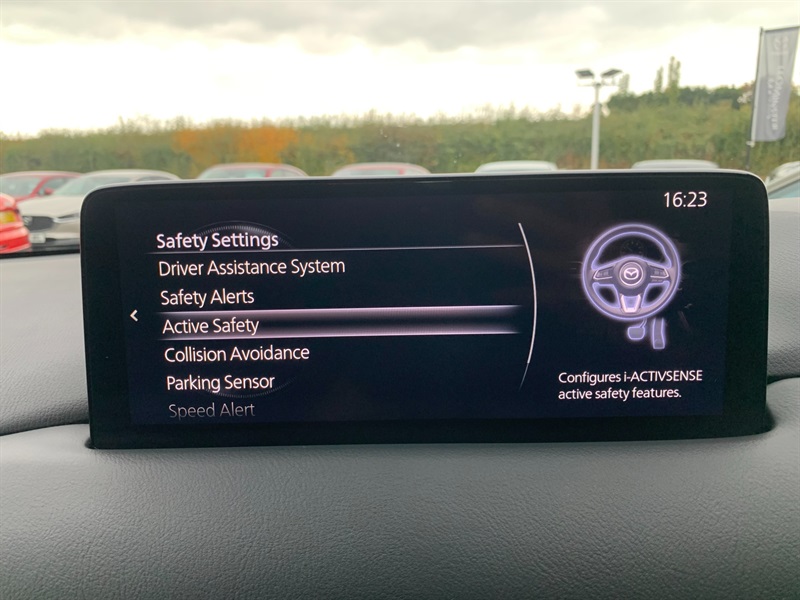 16:23
Safety Settings
Driver Assistance System
Safety Alerts
Active Safety
Collision Avoidance
Parking Sensor
Speed Alert
Configures i-ACTIVSENSE
active safety features.